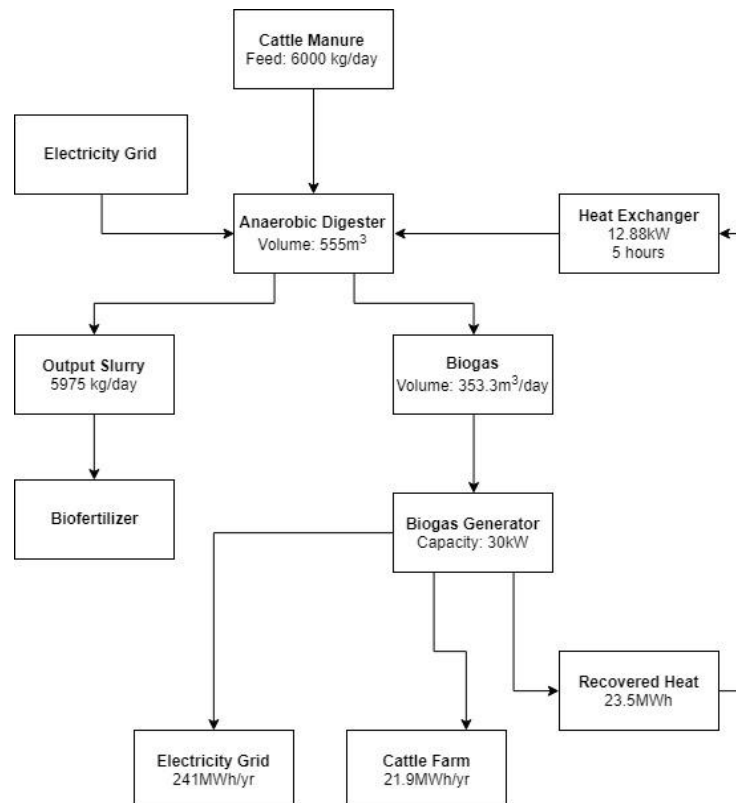 Cattle Manure
Feed: 6000 kg/day
Electricity Grid
Anaerobic Digester
Volume: 555m³
Heat Exchanger
12.88kW
5 hours
Output Slurry
5975 kg/day
Biogas
Volume: 353.3m³/day
Biofertilizer
Biogas Generator
Capacity: 30kW
Recovered Heat
23.5MWh
Electricity Grid
241MWh/yr
Cattle Farm
21.9MWh/yr